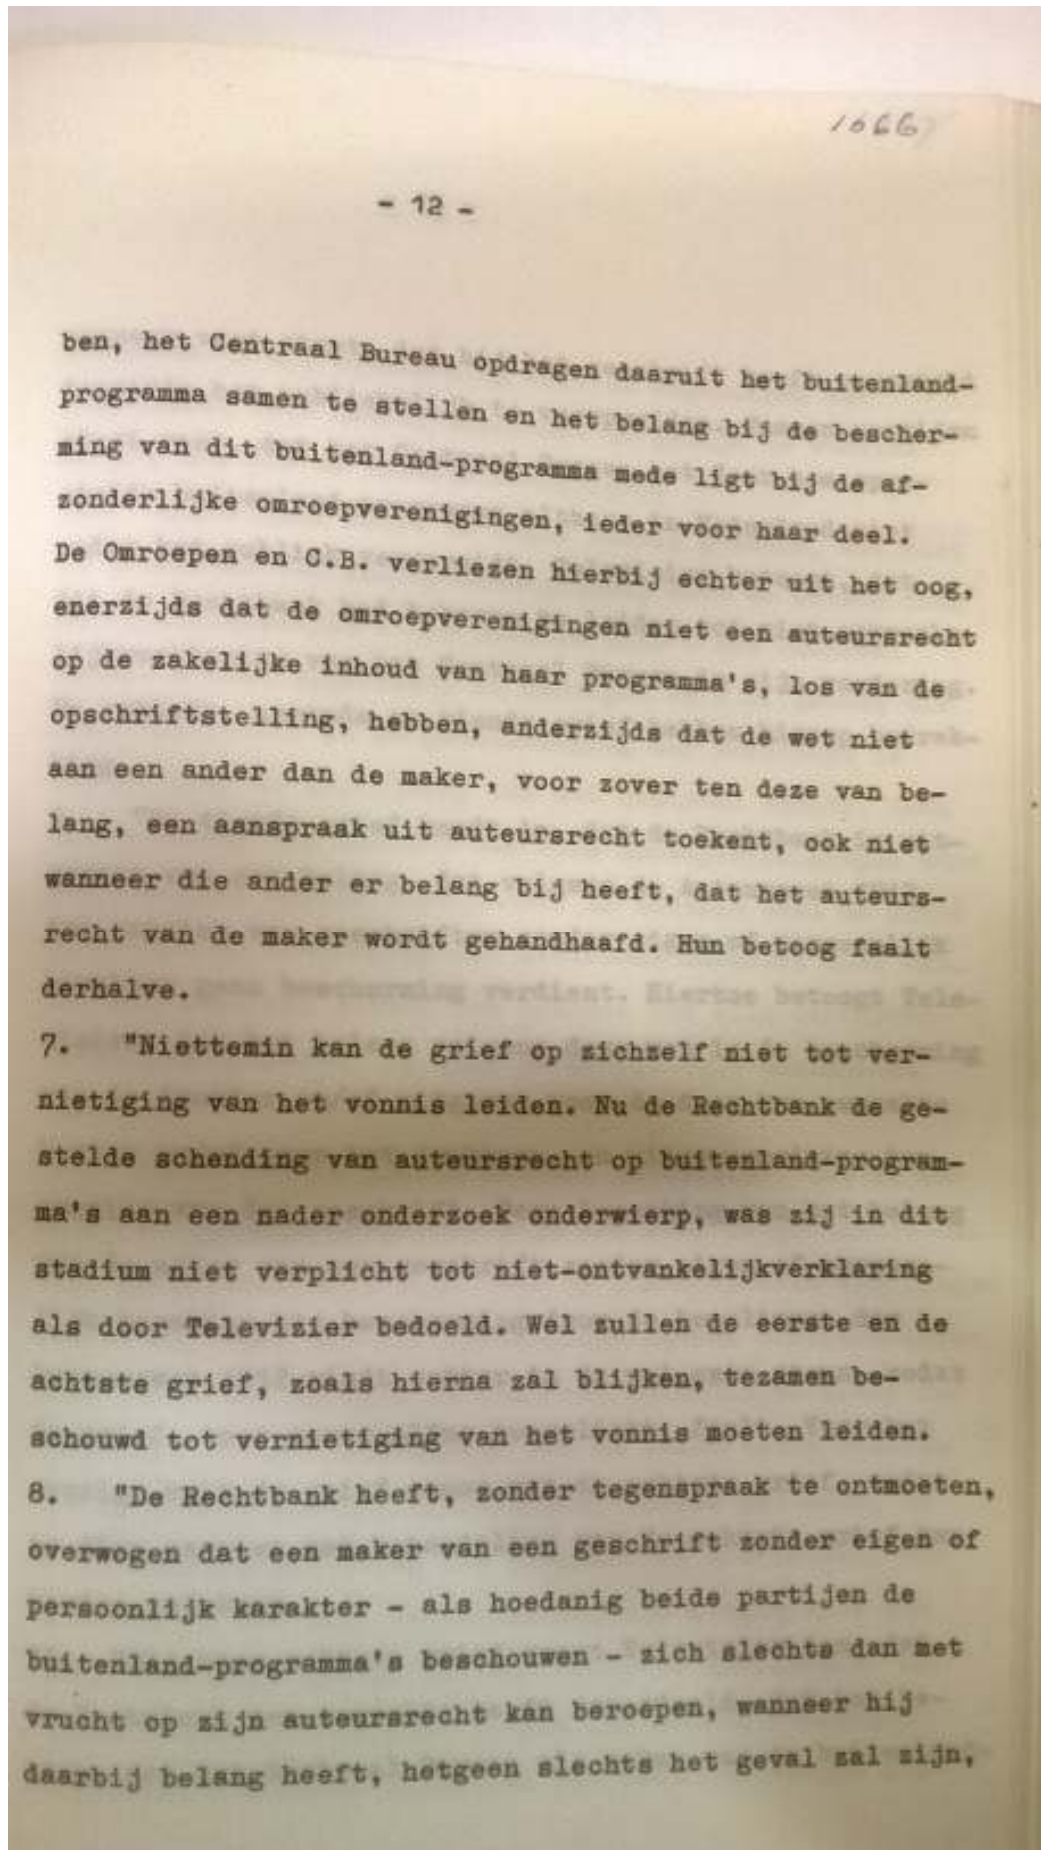 1666
- 12 -
ben, het Centraal Bureau opdragen daaruit het buitenland-
programma samen te stellen en het belang bij de bescher-
ming van dit buitenland-programma mede ligt bij de af-
zonderlijke omroepverenigingen, ieder voor haar deel.
De Omroepen en C.B. verliezen hierbij echter uit het oog,
enerzijds dat de omroepverenigingen niet een auteursrecht
op de zakelijke inhoud van haar programma's, los van de
opschriftstelling, hebben, anderzijds dat de wet niet
aan een ander dan de maker, voor zover ten deze van be-
lang, een aanspraak uit auteursrecht toekent, ook niet
wanneer die ander er belang bij heeft, dat het auteurs-
recht van de maker wordt gehandhaafd. Hun betoog faalt
derhalve.
7. "Niettemin kan de grief op zichzelf niet tot ver-
nietiging van het vonnis leiden. Nu de Rechtbank de ge-
stelde schending van auteursrecht op buitenland-program-
ma's aan een nader onderzoek onderwierp, was zij in dit
stadium niet verplicht tot niet-ontvankelijkverklaring
als door Televizier bedoeld. Wel zullen de eerste en de
achtste grief, zoals hierna zal blijken, tezamen be-
schouwd tot vernietiging van het vonnis moeten leiden.
8. "De Rechtbank heeft, zonder tegenspraak te ontmoeten,
overwogen dat een maker van een geschrift zonder eigen of
persoonlijk karakter - als hoedanig beide partijen de
buitenland-programma's beschouwen - zich slechts dan met
vrucht op zijn auteursrecht kan beroepen, wanneer hij
daarbij belang heeft, hetgeen slechts het geval zal zijn,